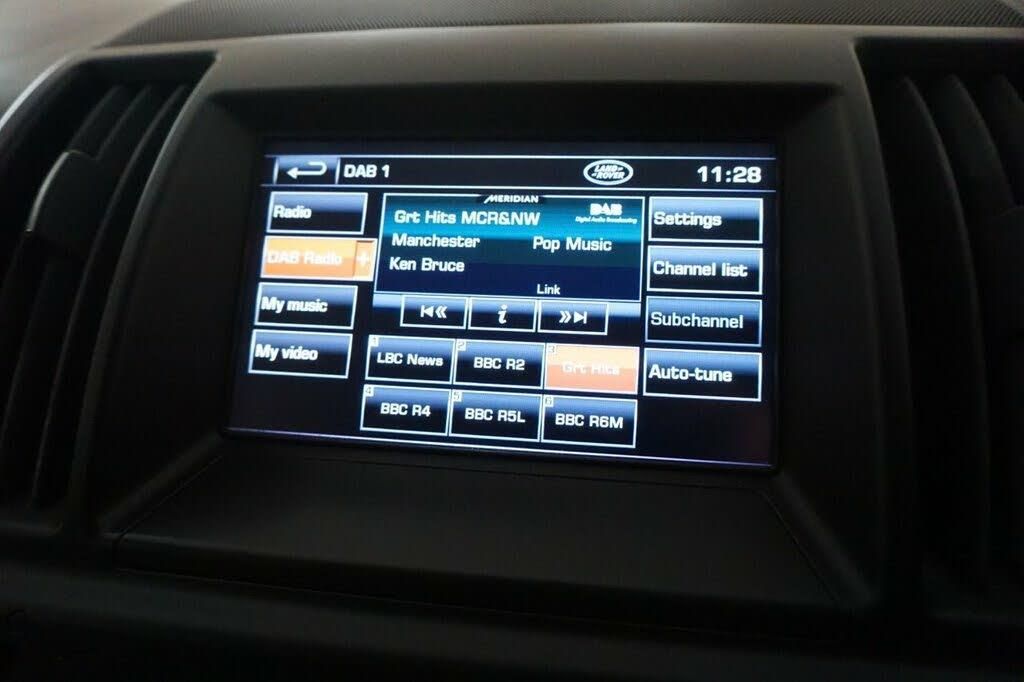 DAB 1
LAND ROVER
11:28
Radio
DAB Radio +
My music
My video
MERIDIAN
Grt Hits MCR&NW
DAB
Digital Audio Broadcasting
Manchester
Pop Music
Ken Bruce
Link
i
1 LBC News
2 BBC R2
3 Grt Hits
4 BBC R4
5 BBC R5L
6 BBC R6M
Settings
Channel list
Subchannel
Auto-tune